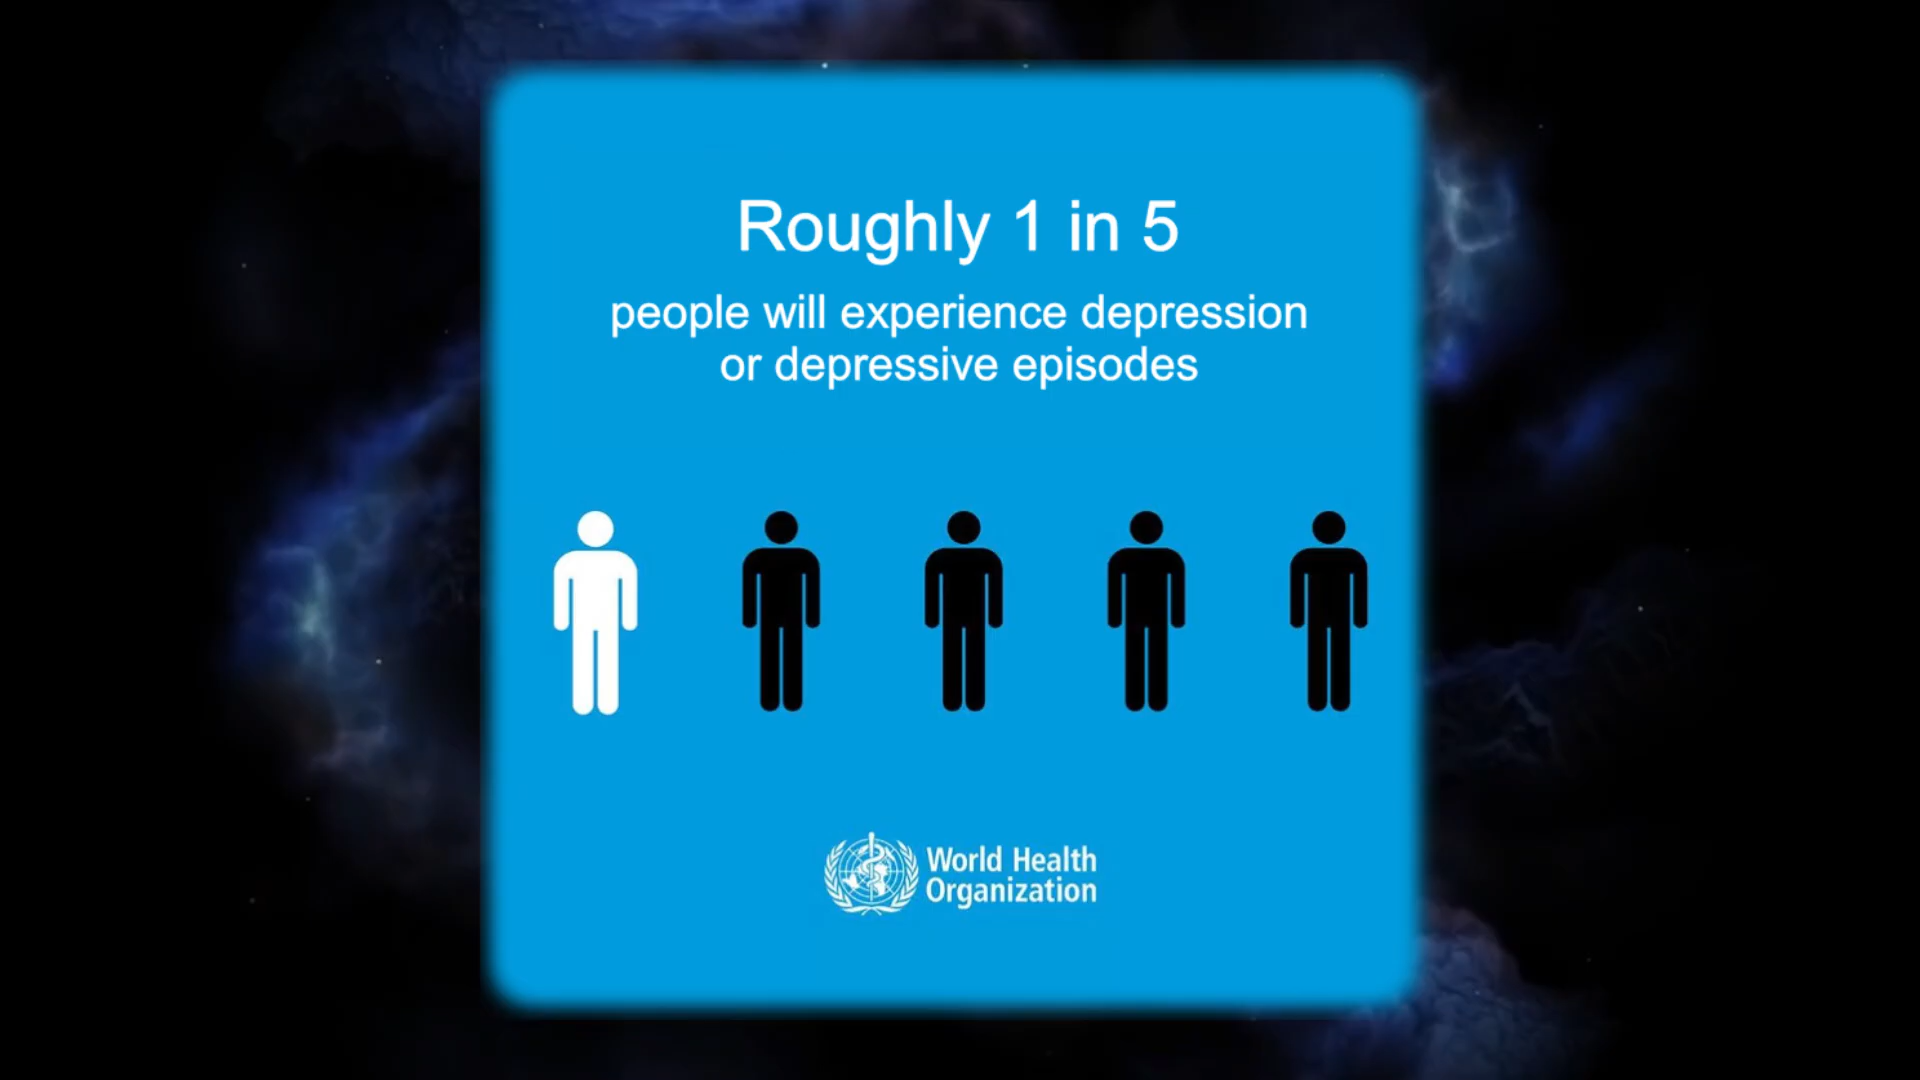 Roughly 1 in 5
people will experience depression
or depressive episodes
World Health
Organization